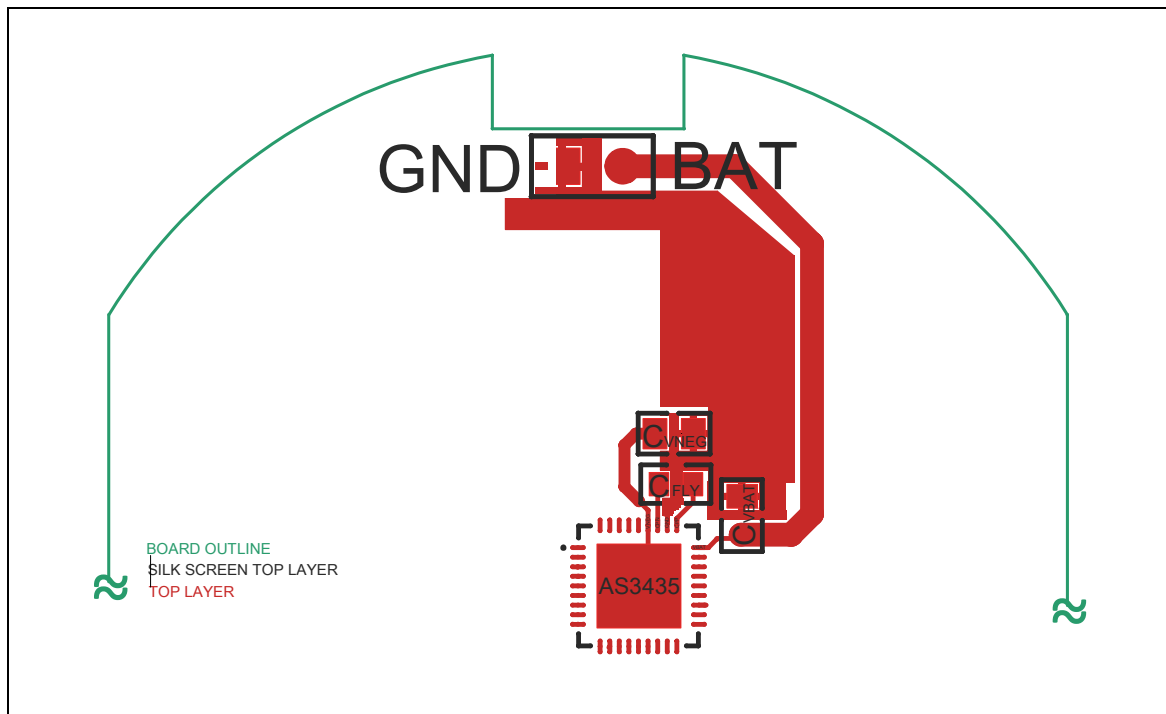 GND BAT
CVNEG
CFLY
CVBAT
BOARD OUTLINE
SILK SCREEN TOP LAYER
TOP LAYER
AS3435